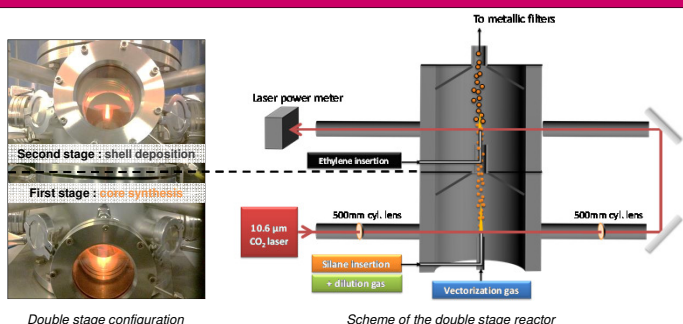 Second stage : shell deposition
First stage : core synthesis
Double stage configuration
To metallic filters
Laser power meter
Ethylene insertion
500mm cyl. lens
500mm cyl. lens
10.6 µm
CO₂ laser
Silane insertion
+ dilution gas
Vectorization gas
Scheme of the double stage reactor